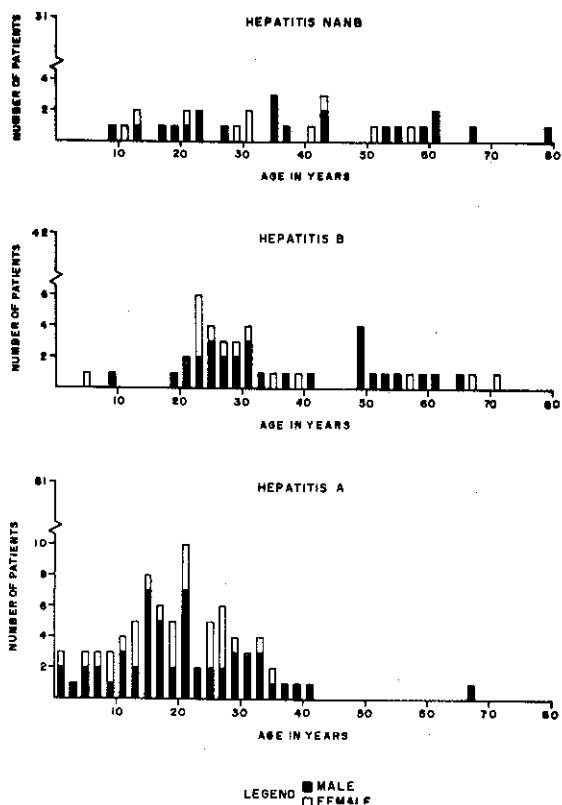 HEPATITIS NANB
NUMBER OF PATIENTS
31
4
2
10 20 30 40 50 60 70 80
AGE IN YEARS
HEPATITIS B
NUMBER OF PATIENTS
42
6
4
2
10 20 30 40 50 60 70 80
AGE IN YEARS
HEPATITIS A
NUMBER OF PATIENTS
81
10
8
6
4
2
10 20 30 40 50 60 70 80
AGE IN YEARS
LEGEND MALE
FEMALE